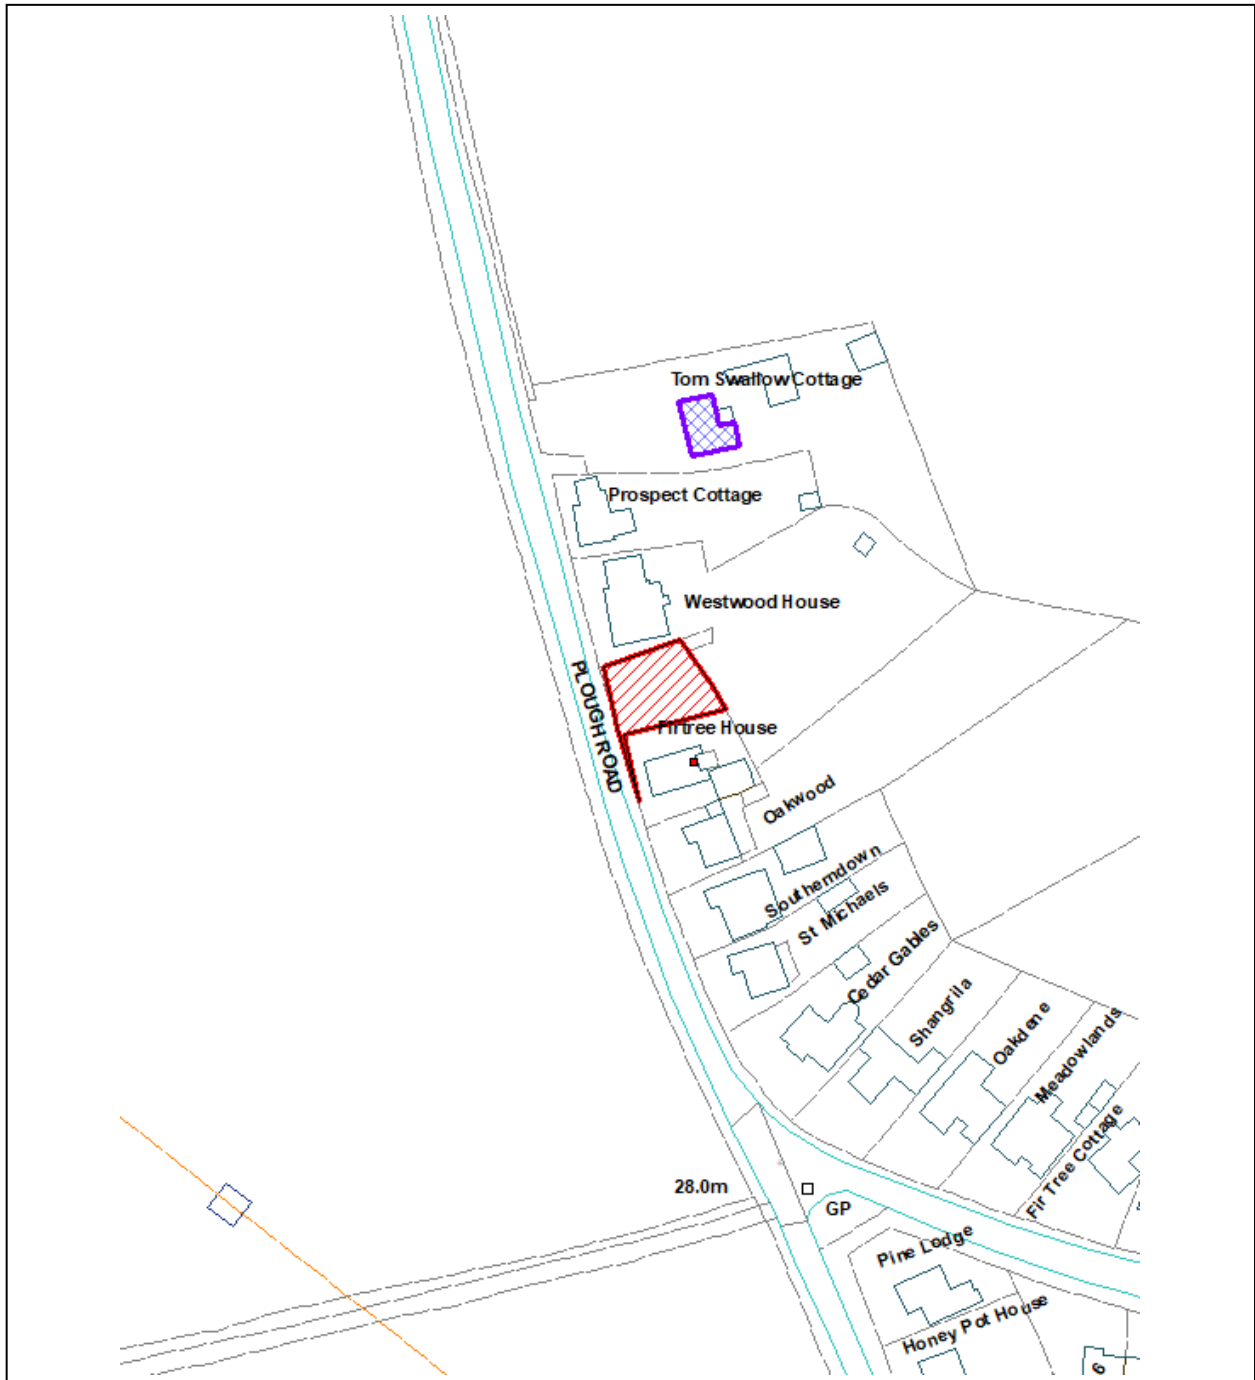 Tom Swallow Cottage
Prospect Cottage
Westwood House
PLOUGH ROAD
Firtree House
Oakwood
Southerndown
St Michaels
Cedar Gables
Shangrila
Oakdene
Meadowlands
Fir Tree Cottage
28.0m
GP
Pine Lodge
Honey Pot House
6